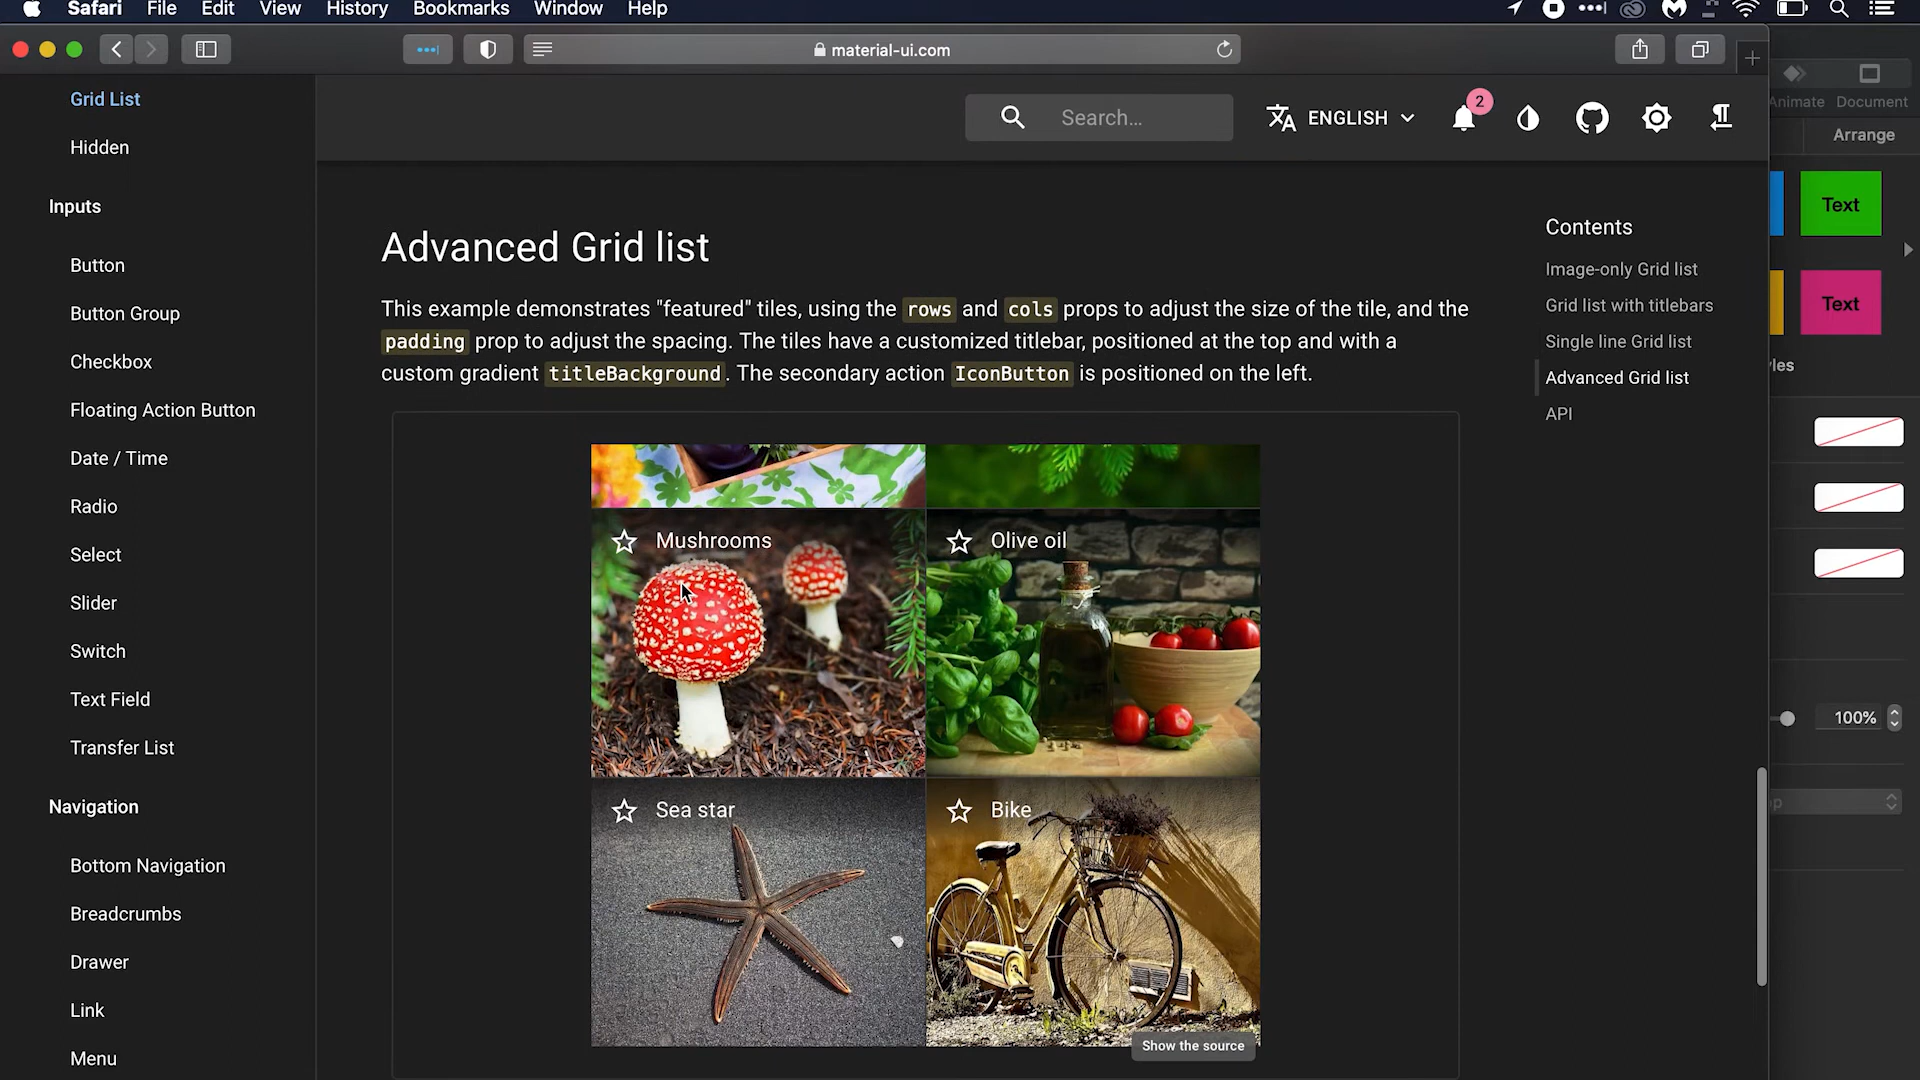 Safari File Edit View History Bookmarks Window Help
material-ui.com
Animate Document
Arrange
Text
Text
100%
Grid List
Hidden
Inputs
Button
Button Group
Checkbox
Floating Action Button
Date / Time
Radio
Select
Slider
Switch
Text Field
Transfer List
Navigation
Bottom Navigation
Breadcrumbs
Drawer
Link
Menu
Search…
ENGLISH
2
Advanced Grid list
This example demonstrates "featured" tiles, using the rows and cols props to adjust the size of the tile, and the
padding prop to adjust the spacing. The tiles have a customized titlebar, positioned at the top and with a
custom gradient titleBackground. The secondary action IconButton is positioned on the left.
Mushrooms
Olive oil
Sea star
Bike
Show the source
Contents
Image-only Grid list
Grid list with titlebars
Single line Grid list
Advanced Grid list
API